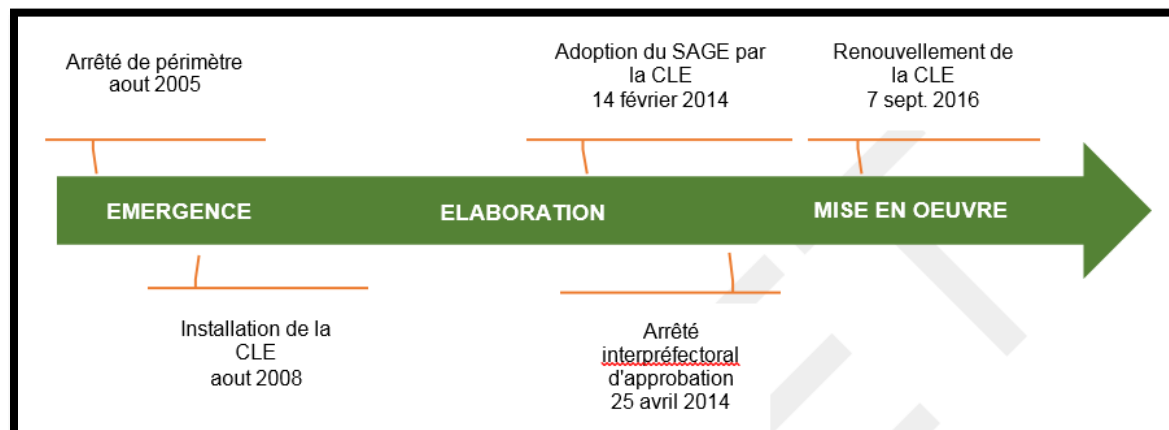 Arrêté de périmètre
aout 2005
Adoption du SAGE par
la CLE
14 février 2014
Renouvellement de
la CLE
7 sept. 2016
EMERGENCE
ELABORATION
MISE EN OEUVRE
Installation de la
CLE
aout 2008
Arrêté
interpréfectoral
d'approbation
25 avril 2014